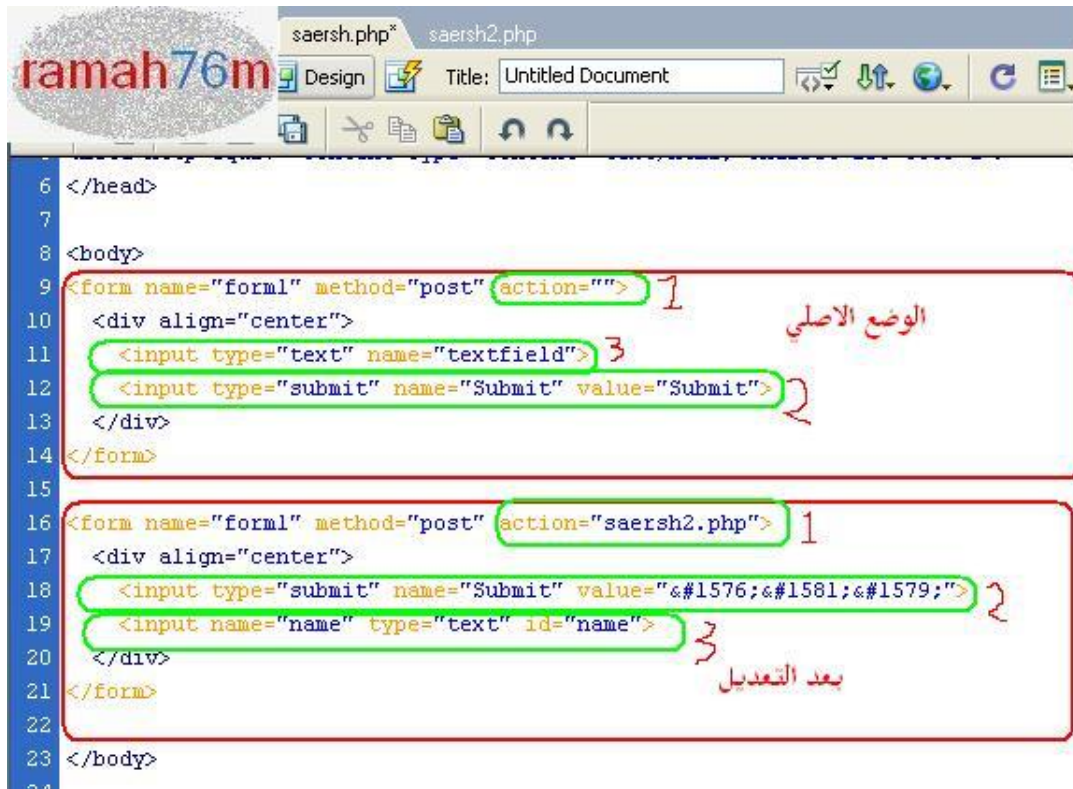 saersh.php* saersh2.php
ramah76m
Design Title: Untitled Document
6 </head>
7
8 <body>
9 <form name="form1" method="post" action=""> 1
الوضع الاصلي
10 <div align="center">
11 <input type="text" name="textfield"> 3
12 <input type="submit" name="Submit" value="Submit"> 2
13 </div>
14 </form>
15
16 <form name="form1" method="post" action="saersh2.php"> 1
17 <div align="center">
18 <input type="submit" name="Submit" value="&#1576;&#1581;&#1579;"> 2
19 <input name="name" type="text" id="name"> 3
20 </div>
بعد التعديل
21 </form>
22
23 </body>